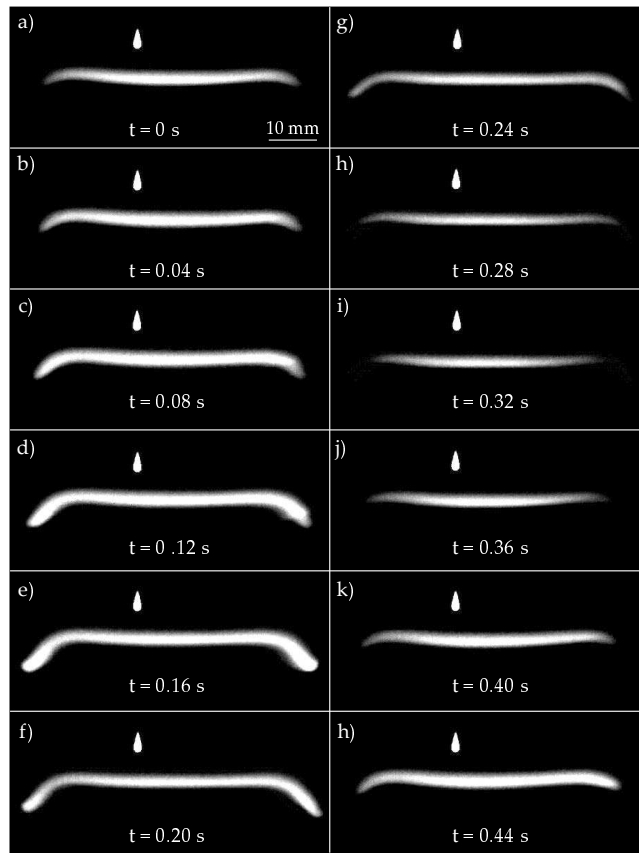 a)
t = 0 s
10 mm
b)
t = 0.04 s
c)
t = 0.08 s
d)
t = 0 .12 s
e)
t = 0.16 s
f)
t = 0.20 s
g)
t = 0.24 s
h)
t = 0.28 s
i)
t = 0.32 s
j)
t = 0.36 s
k)
t = 0.40 s
h)
t = 0.44 s